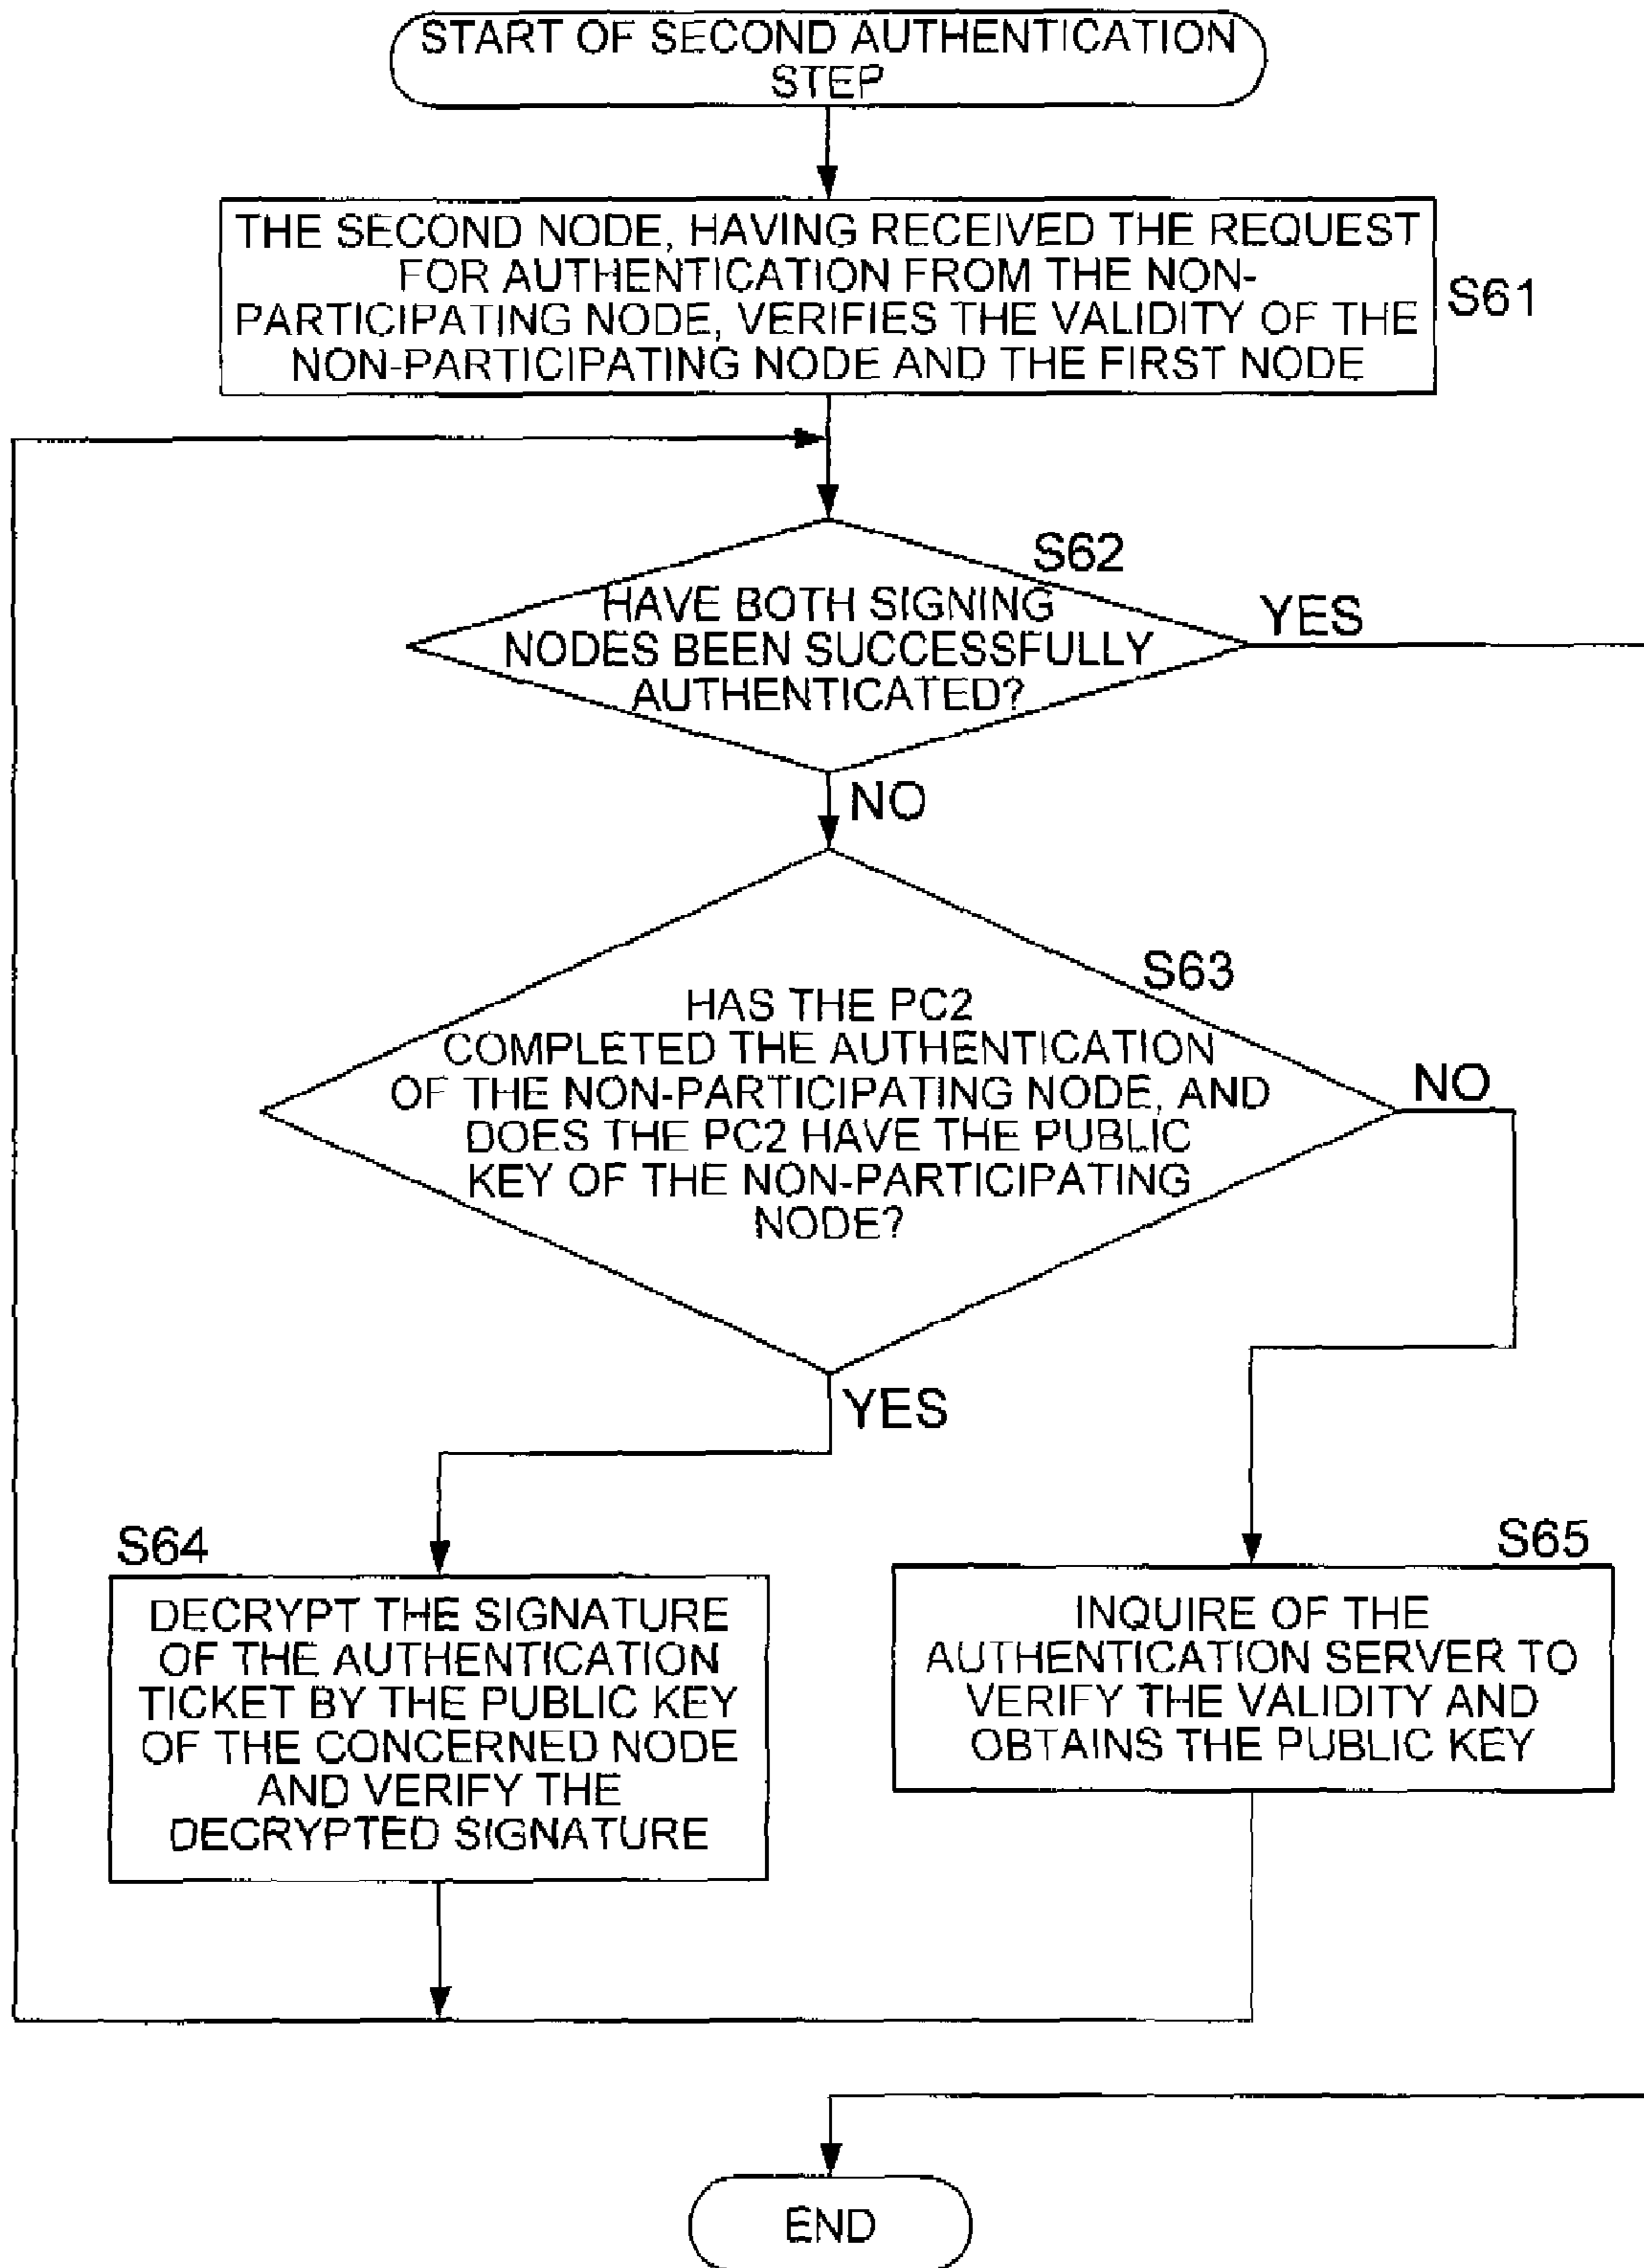 START OF SECOND AUTHENTICATION
STEP
THE SECOND NODE, HAVING RECEIVED THE REQUEST
FOR AUTHENTICATION FROM THE NON-
PARTICIPATING NODE, VERIFIES THE VALIDITY OF THE
NON-PARTICIPATING NODE AND THE FIRST NODE
S61
S62
HAVE BOTH SIGNING
NODES BEEN SUCCESSFULLY
AUTHENTICATED?
YES
NO
S63
HAS THE PC2
COMPLETED THE AUTHENTICATION
OF THE NON-PARTICIPATING NODE, AND
DOES THE PC2 HAVE THE PUBLIC
KEY OF THE NON-PARTICIPATING
NODE?
NO
YES
S64
DECRYPT THE SIGNATURE
OF THE AUTHENTICATION
TICKET BY THE PUBLIC KEY
OF THE CONCERNED NODE
AND VERIFY THE
DECRYPTED SIGNATURE
S65
INQUIRE OF THE
AUTHENTICATION SERVER TO
VERIFY THE VALIDITY AND
OBTAINS THE PUBLIC KEY
END